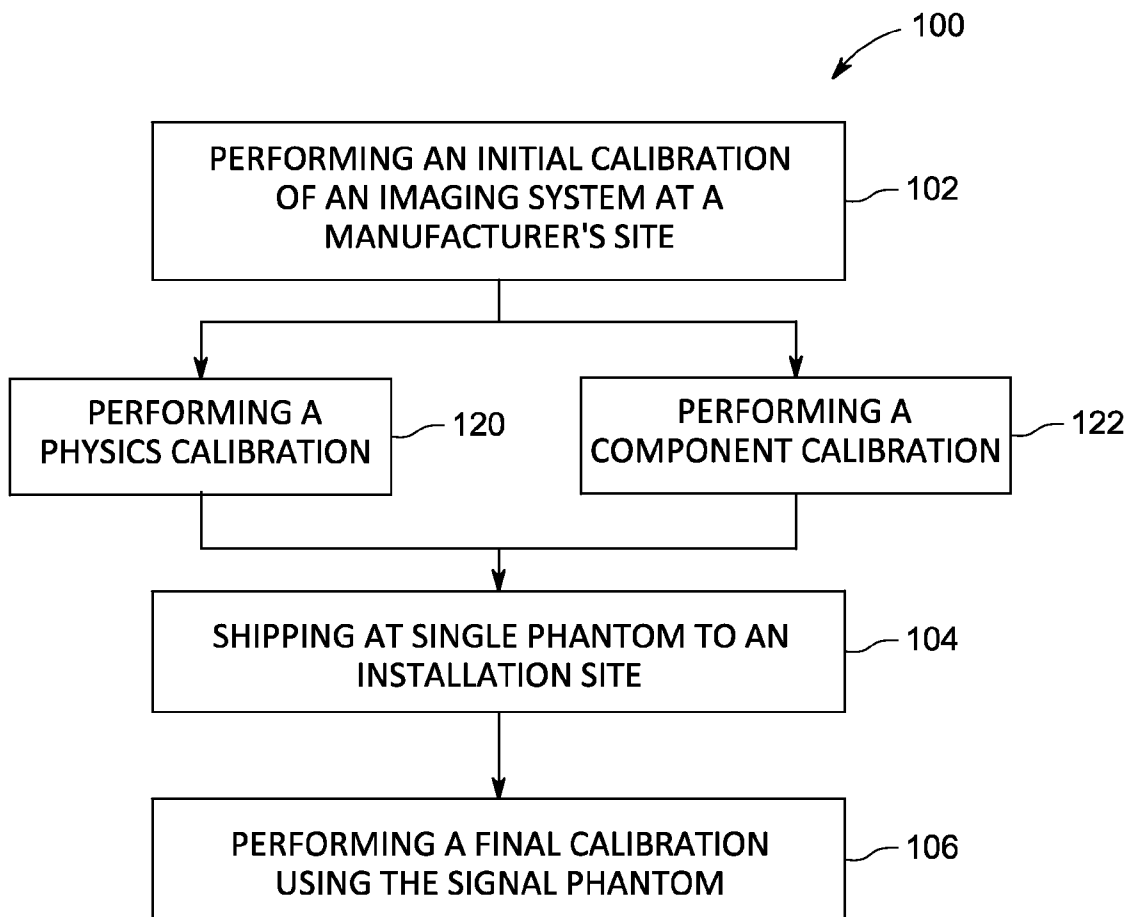 100
PERFORMING AN INITIAL CALIBRATION
OF AN IMAGING SYSTEM AT A
MANUFACTURER'S SITE
102
PERFORMING A
PHYSICS CALIBRATION
120
PERFORMING A
COMPONENT CALIBRATION
122
SHIPPING AT SINGLE PHANTOM TO AN
INSTALLATION SITE
104
PERFORMING A FINAL CALIBRATION
USING THE SIGNAL PHANTOM
106